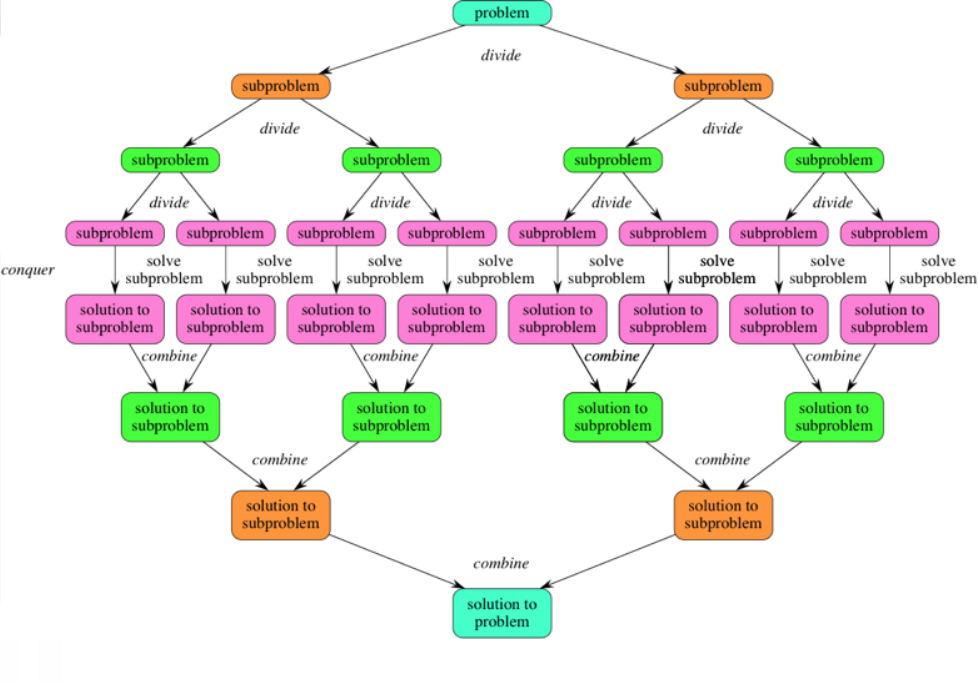 problem
divide
subproblem subproblem
divide divide
subproblem subproblem subproblem subproblem
divide divide divide divide
subproblem subproblem subproblem subproblem subproblem subproblem subproblem subproblem
conquer
solve solve solve solve solve solve solve solve
subproblem subproblem subproblem subproblem subproblem subproblem subproblem subproblem
solution to solution to solution to solution to solution to solution to solution to solution to
subproblem subproblem subproblem subproblem subproblem subproblem subproblem subproblem
combine combine combine combine
solution to solution to solution to solution to
subproblem subproblem subproblem subproblem
combine combine
solution to solution to
subproblem subproblem
combine
solution to
problem